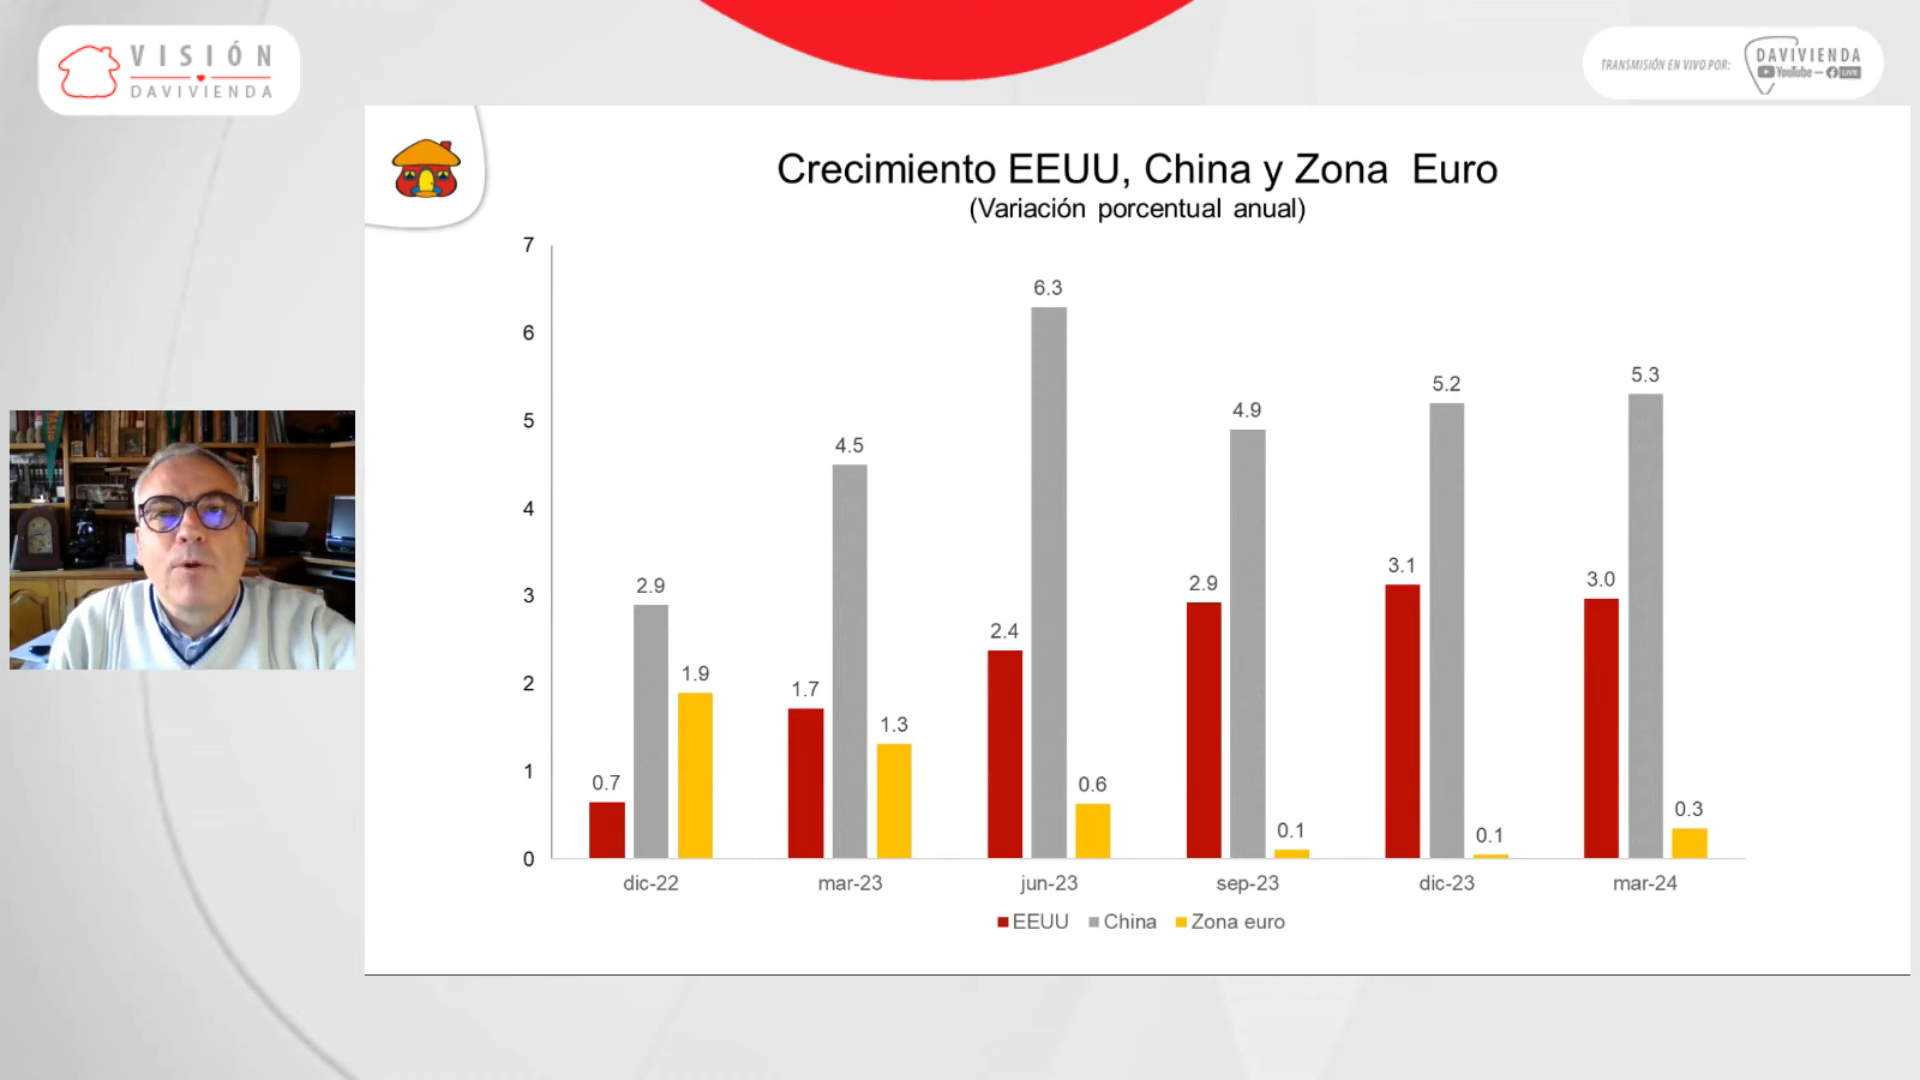 VISIÓN
DAVIVIENDA
TRANSMISIÓN EN VIVO POR:
DAVIVIENDA
YouTube — LIVE
Crecimiento EEUU, China y Zona Euro
(Variación porcentual anual)
7
6
5
4
3
2
1
0
0.7
2.9
1.9
1.7
4.5
1.3
2.4
6.3
0.6
2.9
4.9
0.1
3.1
5.2
0.1
3.0
5.3
0.3
dic-22
mar-23
jun-23
sep-23
dic-23
mar-24
EEUU China Zona euro